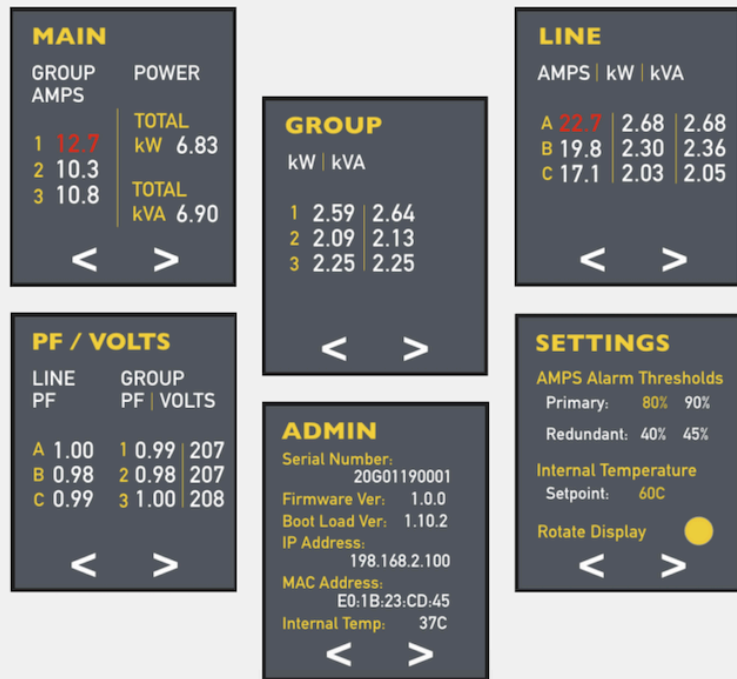 MAIN
GROUP AMPS POWER
1 12.7
2 10.3
3 10.8
TOTAL
kW 6.83
TOTAL
kVA 6.90
< >
GROUP
kW | kVA
1 2.59 | 2.64
2 2.09 | 2.13
3 2.25 | 2.25
< >
LINE
AMPS | kW | kVA
A 22.7 | 2.68 | 2.68
B 19.8 | 2.30 | 2.36
C 17.1 | 2.03 | 2.05
< >
PF / VOLTS
LINE GROUP
PF PF | VOLTS
A 1.00 1 0.99 | 207
B 0.98 2 0.98 | 207
C 0.99 3 1.00 | 208
< >
ADMIN
Serial Number:
20G01190001
Firmware Ver: 1.0.0
Boot Load Ver: 1.10.2
IP Address:
198.168.2.100
MAC Address:
E0:1B:23:CD:45
Internal Temp: 37C
< >
SETTINGS
AMPS Alarm Thresholds
Primary: 80% 90%
Redundant: 40% 45%
Internal Temperature
Setpoint: 60C
Rotate Display
< >